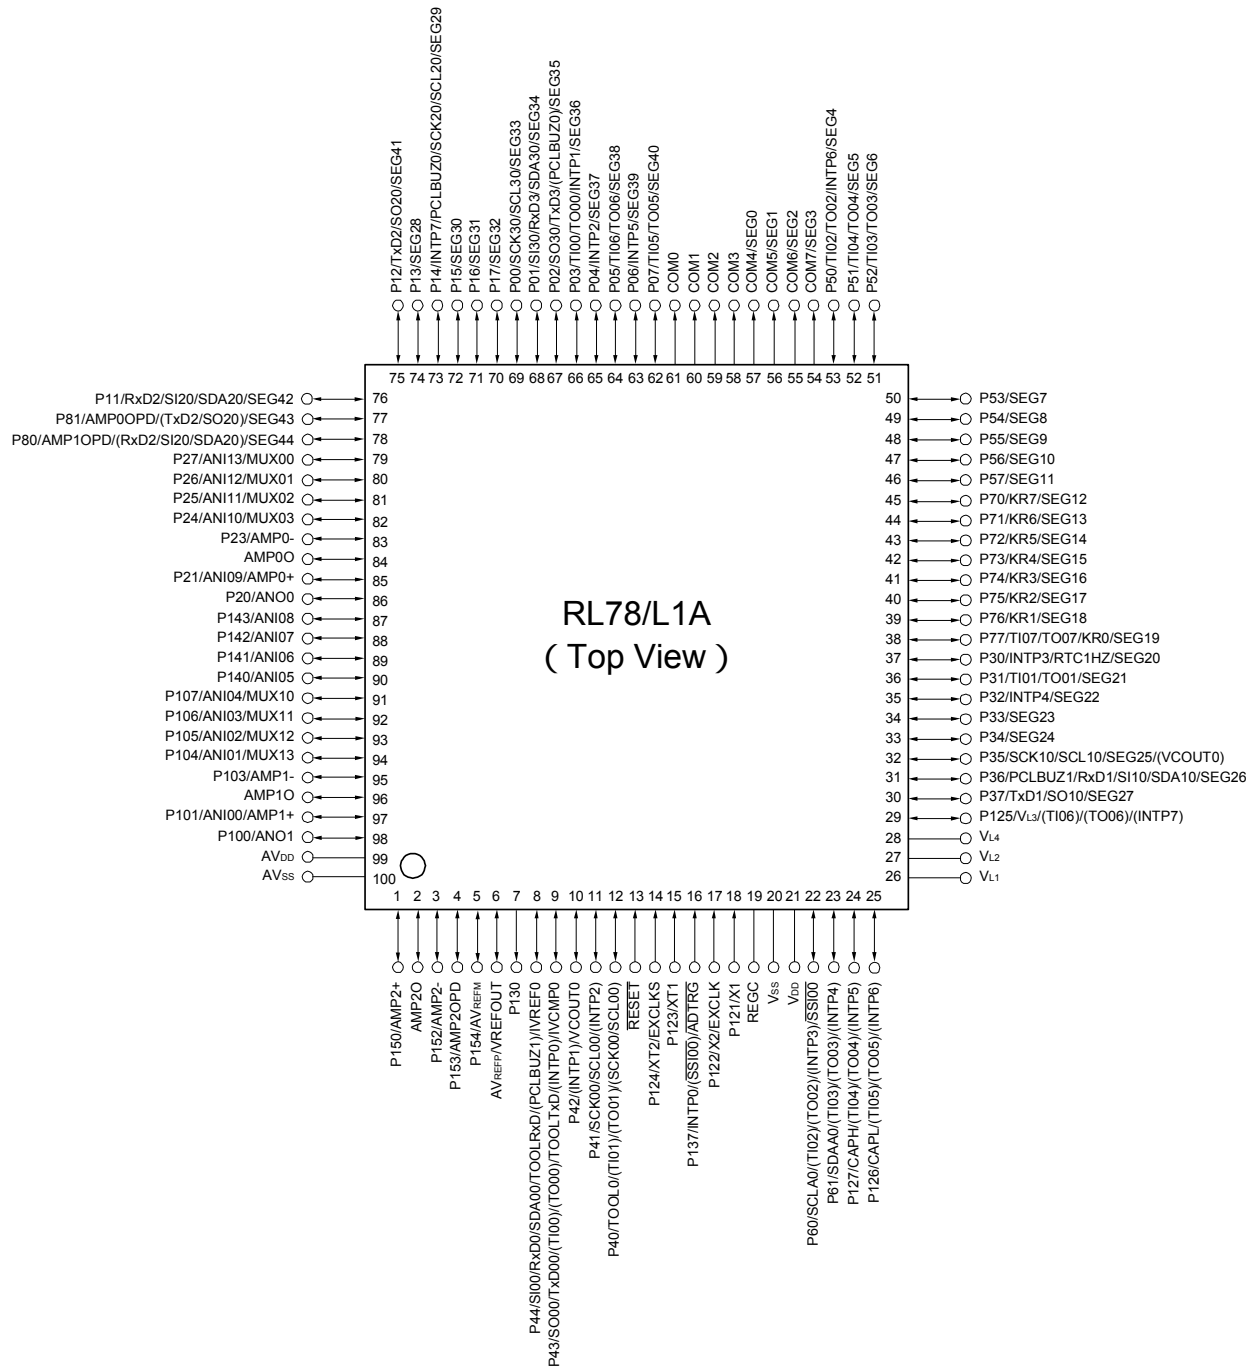 P12/TxD2/SO20/SEG41
P13/SEG28
P14/INTP7/PCLBUZ0/SCK20/SCL20/SEG29
P15/SEG30
P16/SEG31
P17/SEG32
P00/SCK30/SCL30/SEG33
P01/SI30/RxD3/SDA30/SEG34
P02/SO30/TxD3/(PCLBUZ0)/SEG35
P03/TI00/TO00/INTP1/SEG36
P04/INTP2/SEG37
P05/TI06/TO06/SEG38
P06/INTP5/SEG39
P07/TI05/TO05/SEG40
COM0
COM1
COM2
COM3
COM4/SEG0
COM5/SEG1
COM6/SEG2
COM7/SEG3
P50/TI02/TO02/INTP6/SEG4
P51/TI04/TO04/SEG5
P52/TI03/TO03/SEG6
75 74 73 72 71 70 69 68 67 66 65 64 63 62 61 60 59 58 57 56 55 54 53 52 51
P11/RxD2/SI20/SDA20/SEG42 76
P81/AMP0OPD/(TxD2/SO20)/SEG43 77
P80/AMP1OPD/(RxD2/SI20/SDA20)/SEG44 78
P27/ANI13/MUX00 79
P26/ANI12/MUX01 80
P25/ANI11/MUX02 81
P24/ANI10/MUX03 82
P23/AMP0- 83
AMP0O 84
P21/ANI09/AMP0+ 85
P20/ANO0 86
P143/ANI08 87
P142/ANI07 88
P141/ANI06 89
P140/ANI05 90
P107/ANI04/MUX10 91
P106/ANI03/MUX11 92
P105/ANI02/MUX12 93
P104/ANI01/MUX13 94
P103/AMP1- 95
AMP1O 96
P101/ANI00/AMP1+ 97
P100/ANO1 98
AVDD 99
AVSS 100
RL78/L1A
( Top View )
50 P53/SEG7
49 P54/SEG8
48 P55/SEG9
47 P56/SEG10
46 P57/SEG11
45 P70/KR7/SEG12
44 P71/KR6/SEG13
43 P72/KR5/SEG14
42 P73/KR4/SEG15
41 P74/KR3/SEG16
40 P75/KR2/SEG17
39 P76/KR1/SEG18
38 P77/TI07/TO07/KR0/SEG19
37 P30/INTP3/RTC1HZ/SEG20
36 P31/TI01/TO01/SEG21
35 P32/INTP4/SEG22
34 P33/SEG23
33 P34/SEG24
32 P35/SCK10/SCL10/SEG25/(VCOUT0)
31 P36/PCLBUZ1/RxD1/SI10/SDA10/SEG26
30 P37/TxD1/SO10/SEG27
29 P125/VL3/(TI06)/(TO06)/(INTP7)
28 VL4
27 VL2
26 VL1
1 2 3 4 5 6 7 8 9 10 11 12 13 14 15 16 17 18 19 20 21 22 23 24 25
P150/AMP2+
AMP2O
P152/AMP2-
P153/AMP2OPD
P154/AVREFM
AVREFP/VREFOUT
P130
P44/SI00/RxD0/SDA00/TOOLRxD/(PCLBUZ1)/IVREF0
P43/SO00/TxD00/(TI00)/(TO00)/TOOLTxD/(INTP0)/IVCMP0
P42/(INTP1)/VCOUT0
P41/SCK00/SCL00/(INTP2)
P40/TOOL0/(TI01)/(TO01)/(SCK00/SCL00)
RESET
P124/XT2/EXCLKS
P123/XT1
P137/INTP0/(SSI00)/ADTRG
P122/X2/EXCLK
P121/X1
REGC
VSS
VDD
P60/SCLA0/(TI02)/(TO02)/(INTP3)/SSI00
P61/SDAA0/(TI03)/(TO03)/(INTP4)
P127/CAPH/(TI04)/(TO04)/(INTP5)
P126/CAPL/(TI05)/(TO05)/(INTP6)